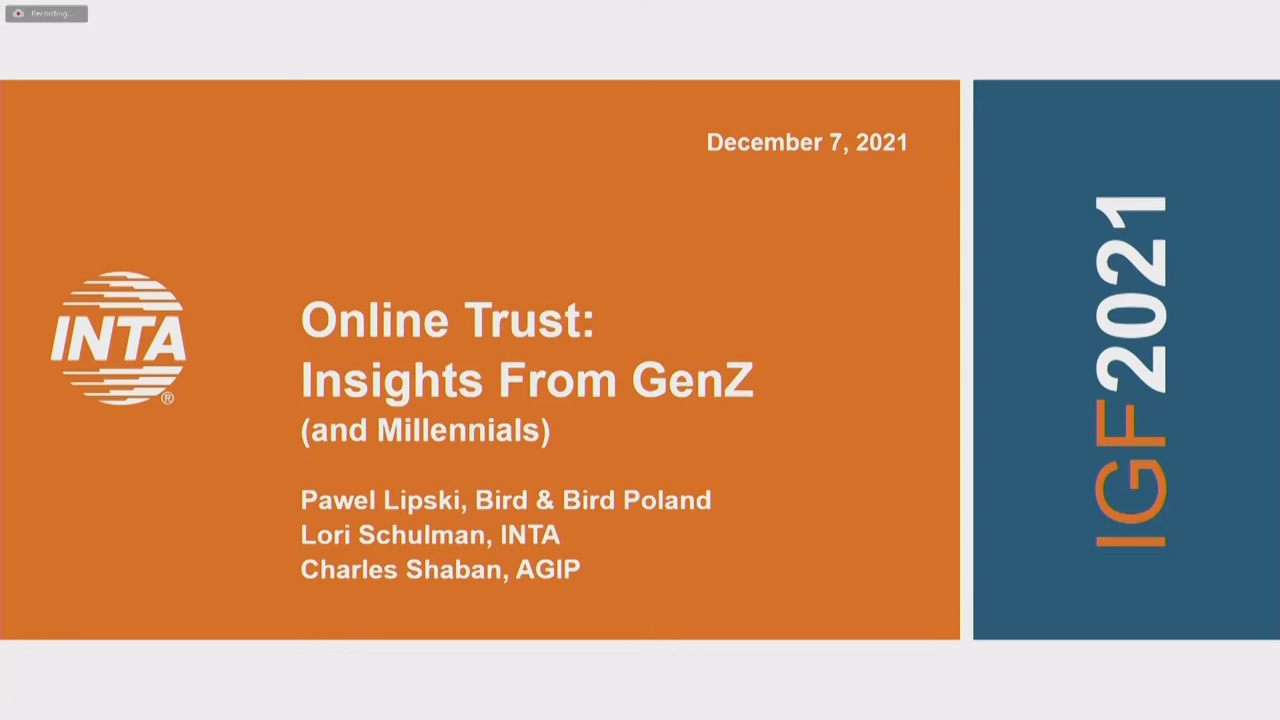 Recording...
December 7, 2021
INTA
®
Online Trust:
Insights From GenZ
(and Millennials)
Pawel Lipski, Bird & Bird Poland
Lori Schulman, INTA
Charles Shaban, AGIP
IGF2021